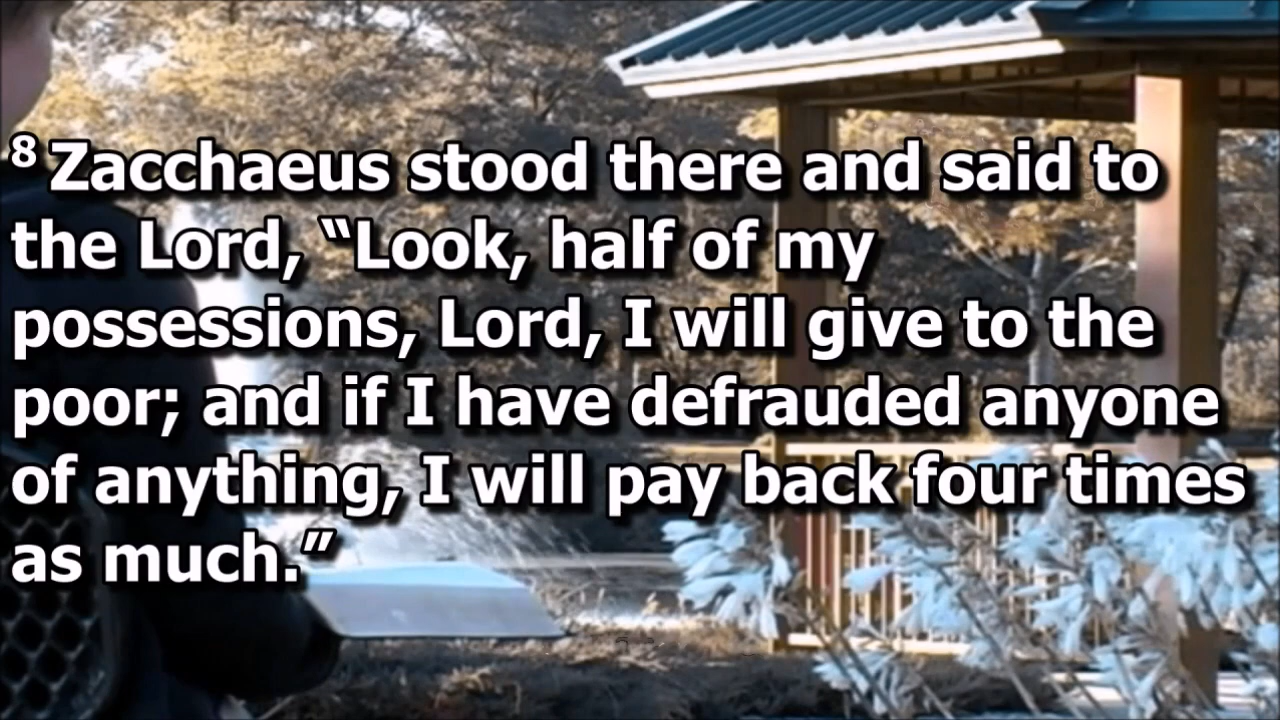 8 Zacchaeus stood there and said to
the Lord, “Look, half of my
possessions, Lord, I will give to the
poor; and if I have defrauded anyone
of anything, I will pay back four times
as much.”